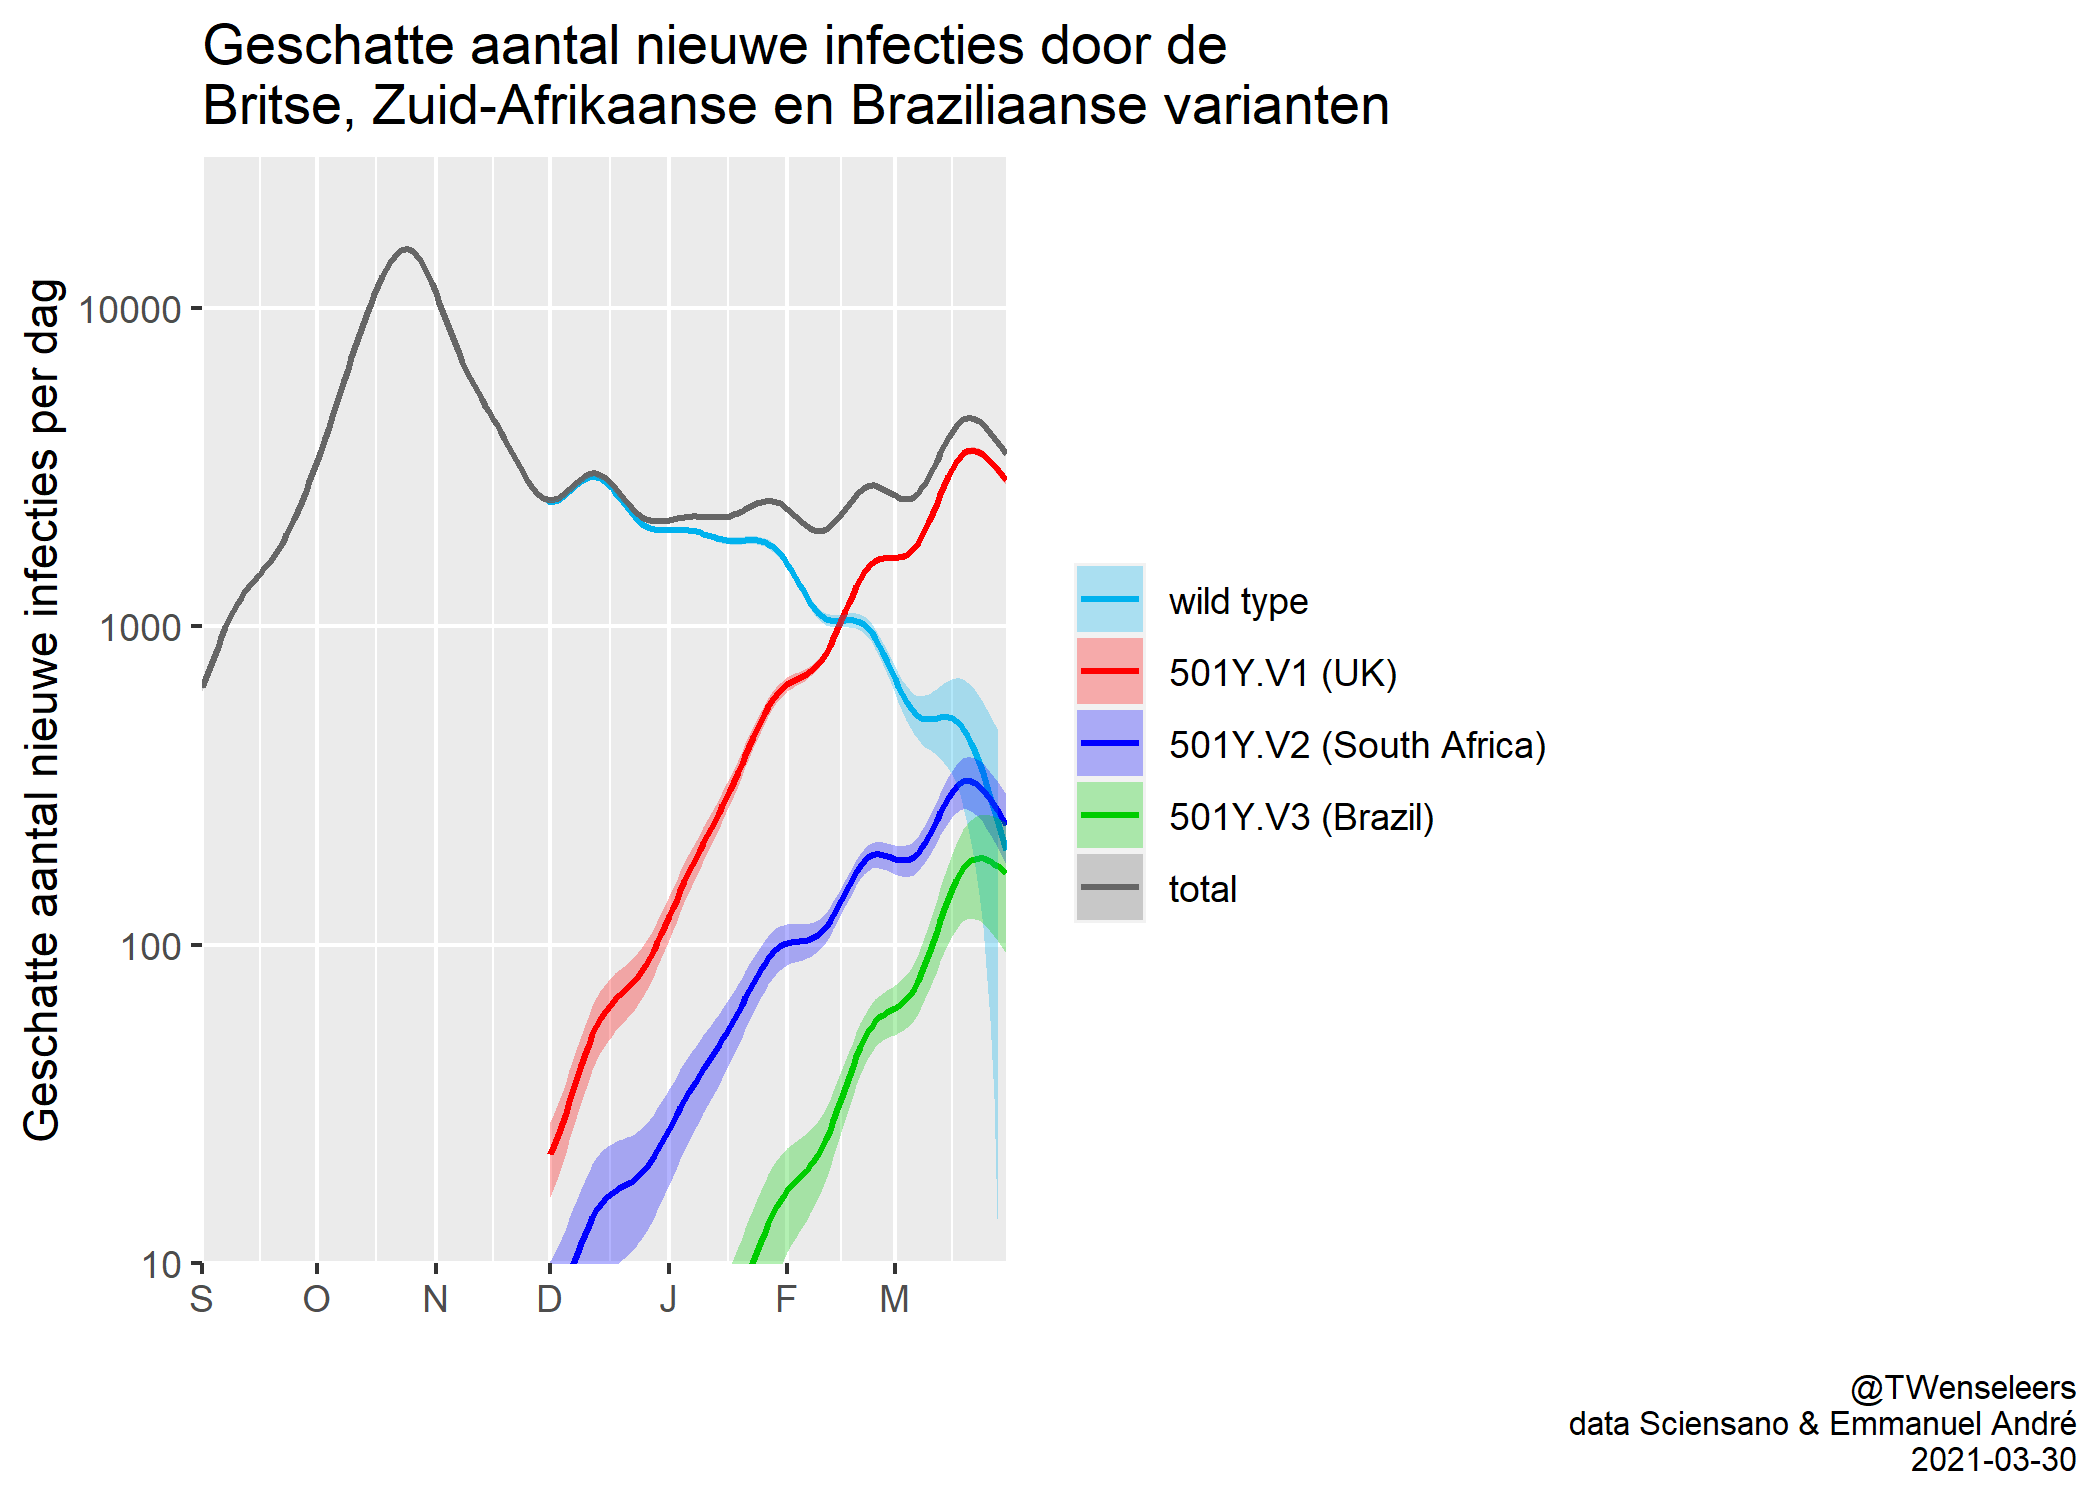 Geschatte aantal nieuwe infecties door de
Britse, Zuid-Afrikaanse en Braziliaanse varianten
Geschatte aantal nieuwe infecties per dag
10000
1000
100
10
S O N D J F M
wild type
501Y.V1 (UK)
501Y.V2 (South Africa)
501Y.V3 (Brazil)
total
@TWenseleers
data Sciensano & Emmanuel André
2021-03-30